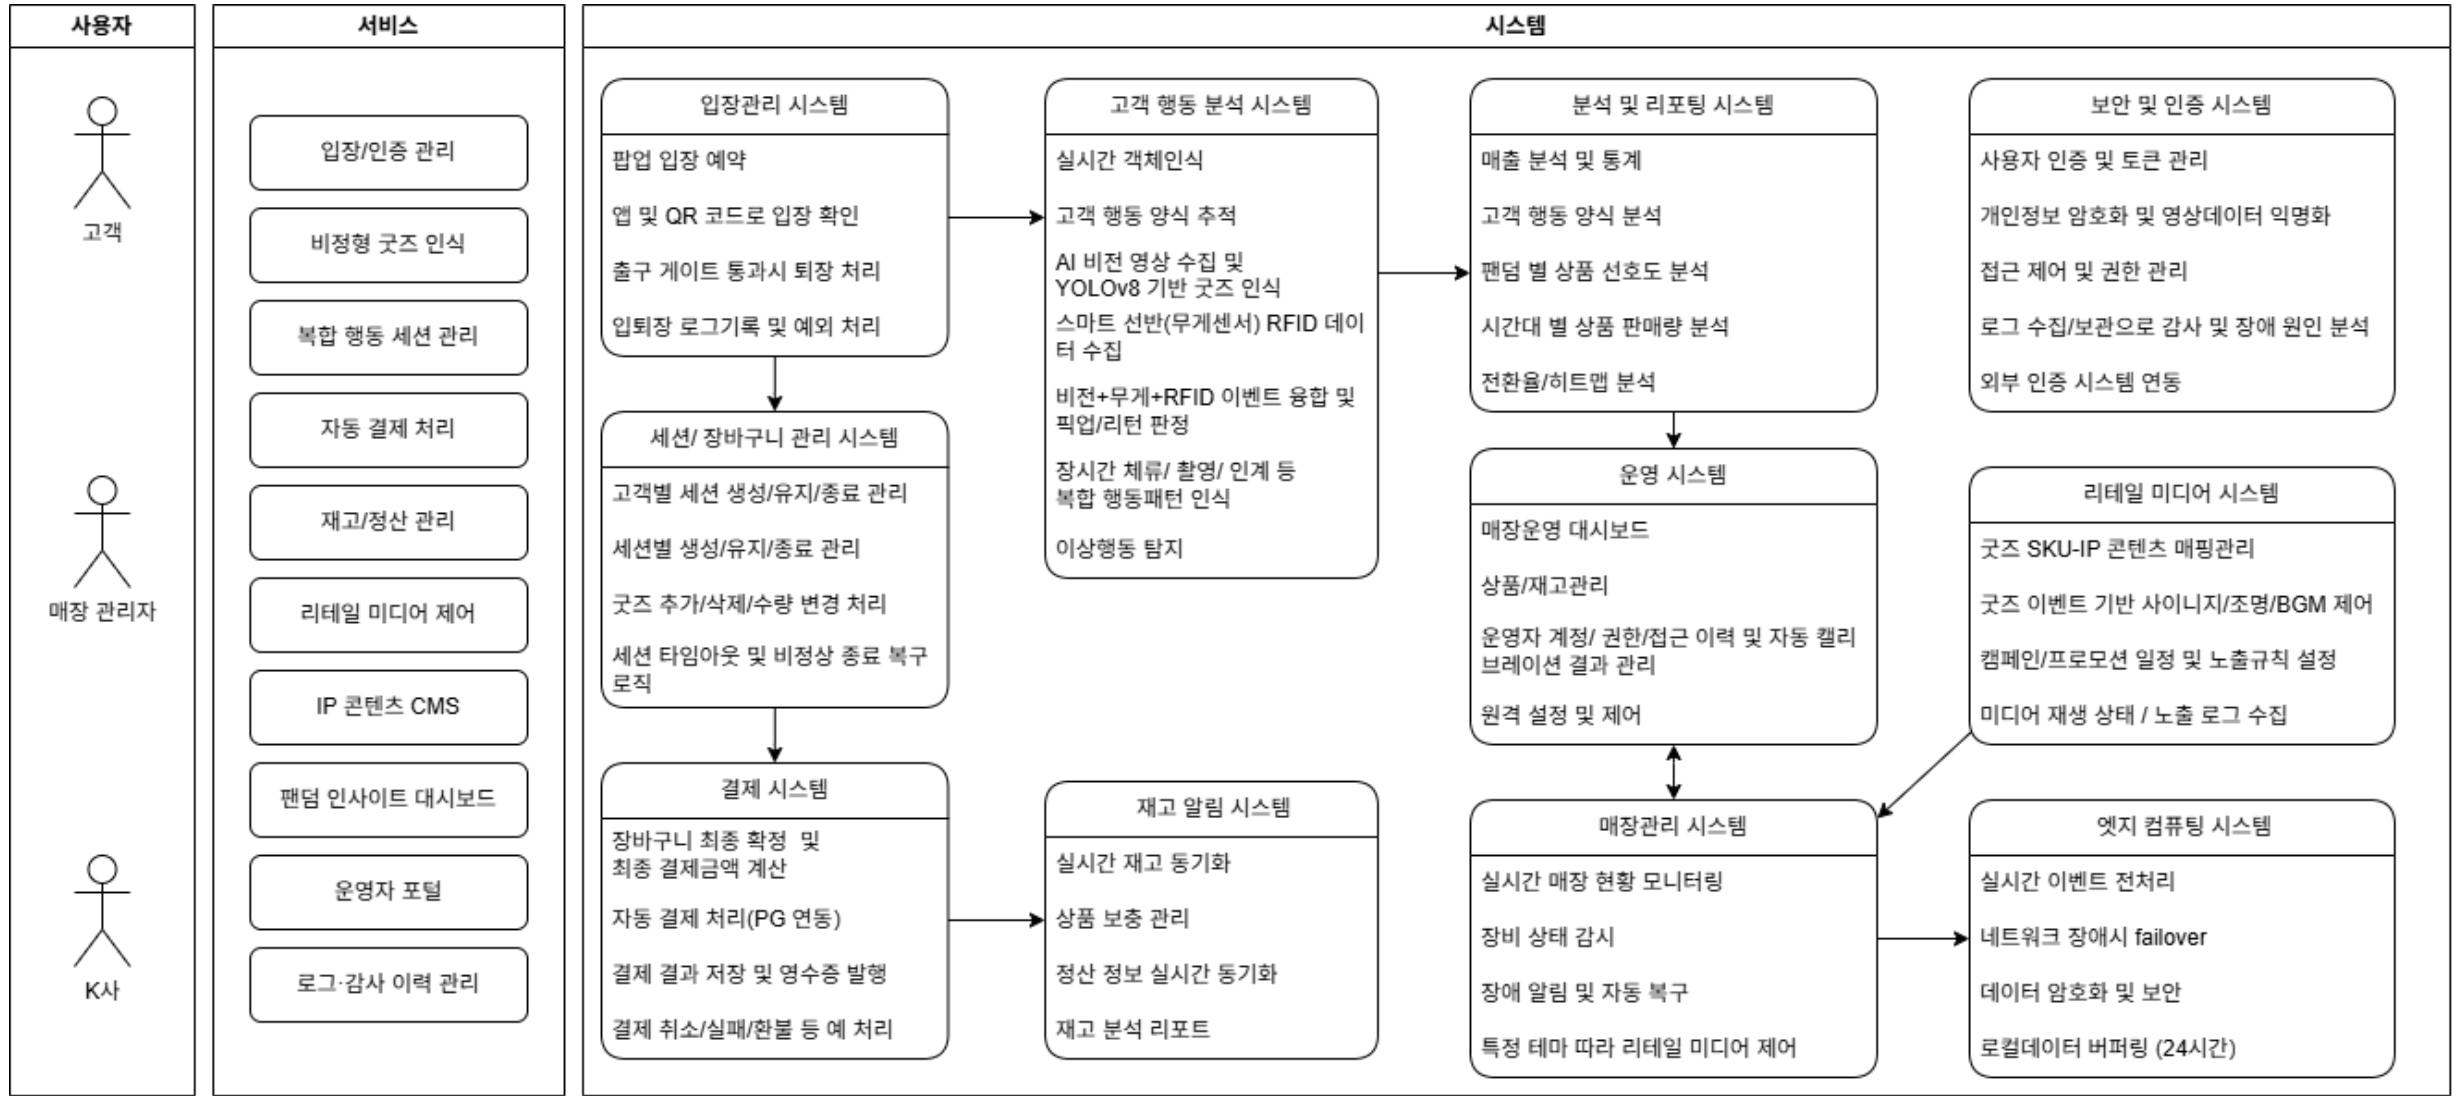 사용자
고객
매장 관리자
K사
서비스
입장/인증 관리
비정형 굿즈 인식
복합 행동 세션 관리
자동 결제 처리
재고/정산 관리
리테일 미디어 제어
IP 콘텐츠 CMS
팬덤 인사이트 대시보드
운영자 포털
로그·감사 이력 관리
시스템
입장관리 시스템
팝업 입장 예약
앱 및 QR 코드로 입장 확인
출구 게이트 통과시 퇴장 처리
입퇴장 로그기록 및 예외 처리
세션/ 장바구니 관리 시스템
고객별 세션 생성/유지/종료 관리
세션별 생성/유지/종료 관리
굿즈 추가/삭제/수량 변경 처리
세션 타임아웃 및 비정상 종료 복구
로직
결제 시스템
장바구니 최종 확정 및
최종 결제금액 계산
자동 결제 처리(PG 연동)
결제 결과 저장 및 영수증 발행
결제 취소/실패/환불 등 예 처리
고객 행동 분석 시스템
실시간 객체인식
고객 행동 양식 추적
AI 비전 영상 수집 및
YOLOv8 기반 굿즈 인식
스마트 선반(무게센서) RFID 데이
터 수집
비전+무게+RFID 이벤트 융합 및
픽업/리턴 판정
장시간 체류/ 촬영/ 인계 등
복합 행동패턴 인식
이상행동 탐지
재고 알림 시스템
실시간 재고 동기화
상품 보충 관리
정산 정보 실시간 동기화
재고 분석 리포트
분석 및 리포팅 시스템
매출 분석 및 통계
고객 행동 양식 분석
팬덤 별 상품 선호도 분석
시간대 별 상품 판매량 분석
전환율/히트맵 분석
운영 시스템
매장운영 대시보드
상품/재고관리
운영자 계정/ 권한/접근 이력 및 자동 캘리
브레이션 결과 관리
원격 설정 및 제어
매장관리 시스템
실시간 매장 현황 모니터링
장비 상태 감시
장애 알림 및 자동 복구
특정 테마 따라 리테일 미디어 제어
보안 및 인증 시스템
사용자 인증 및 토큰 관리
개인정보 암호화 및 영상데이터 익명화
접근 제어 및 권한 관리
로그 수집/보관으로 감사 및 장애 원인 분석
외부 인증 시스템 연동
리테일 미디어 시스템
굿즈 SKU-IP 콘텐츠 매핑관리
굿즈 이벤트 기반 사이니지/조명/BGM 제어
캠페인/프로모션 일정 및 노출규칙 설정
미디어 재생 상태 / 노출 로그 수집
엣지 컴퓨팅 시스템
실시간 이벤트 전처리
네트워크 장애시 failover
데이터 암호화 및 보안
로컬데이터 버퍼링 (24시간)